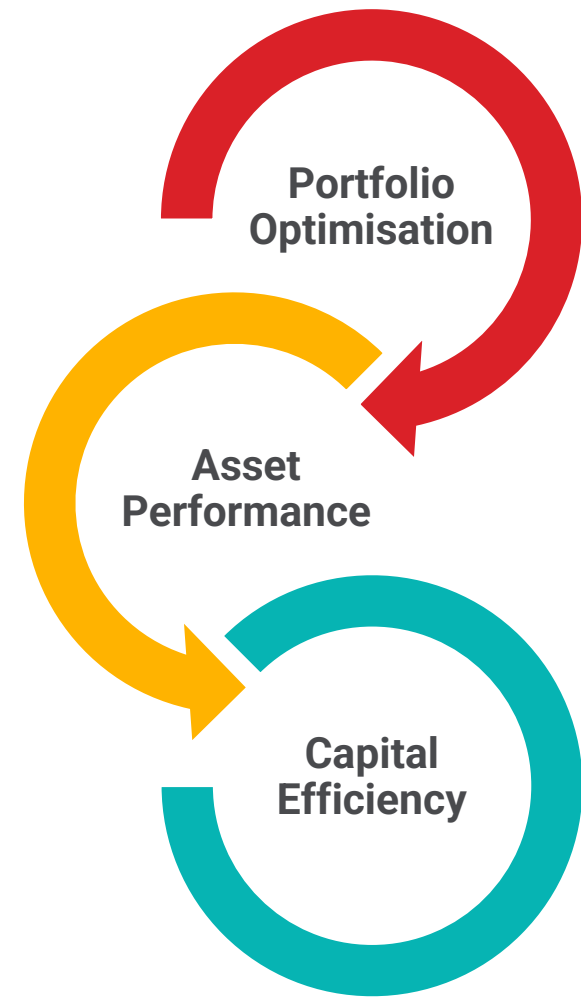 Portfolio
Optimisation
Asset
Performance
Capital
Efficiency